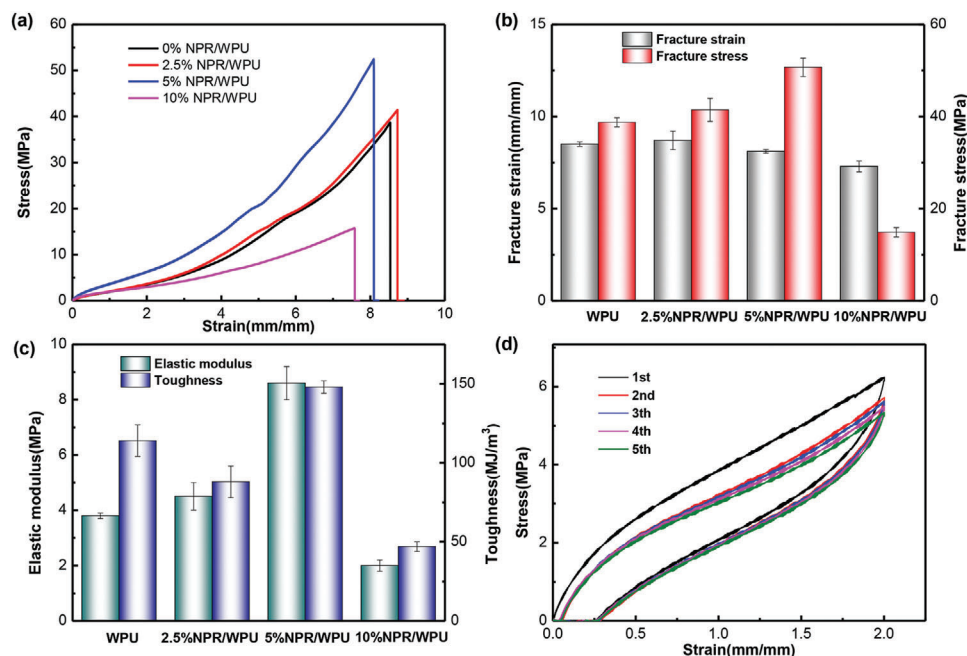 (a)
60
50
40
30
20
10
0
Stress(MPa)
0% NPR/WPU
2.5% NPR/WPU
5% NPR/WPU
10% NPR/WPU
0 2 4 6 8 10
Strain(mm/mm)
(b)
15
10
5
0
Fracture strain(mm/mm)
Fracture strain
Fracture stress
60
40
20
0
Fracture stress(MPa)
WPU 2.5%NPR/WPU 5%NPR/WPU 10%NPR/WPU
(c)
10
8
6
4
2
0
Elastic modulus(MPa)
Elastic modulus
Toughness
150
100
50
0
Toughness(MJ/m³)
WPU 2.5%NPR/WPU 5%NPR/WPU 10%NPR/WPU
(d)
6
4
2
0
Stress(MPa)
1st
2nd
3th
4th
5th
0.0 0.5 1.0 1.5 2.0
Strain(mm/mm)